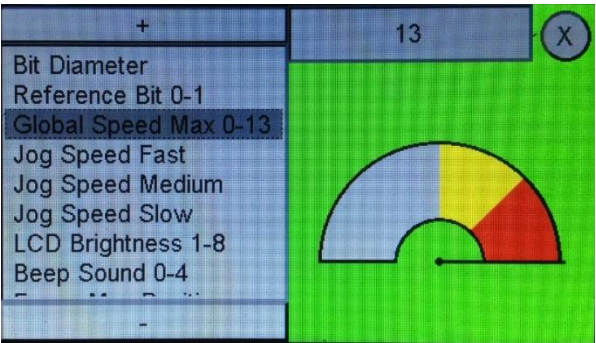 +
13
X
Bit Diameter
Reference Bit 0-1
Global Speed Max 0-13
Jog Speed Fast
Jog Speed Medium
Jog Speed Slow
LCD Brightness 1-8
Beep Sound 0-4
-